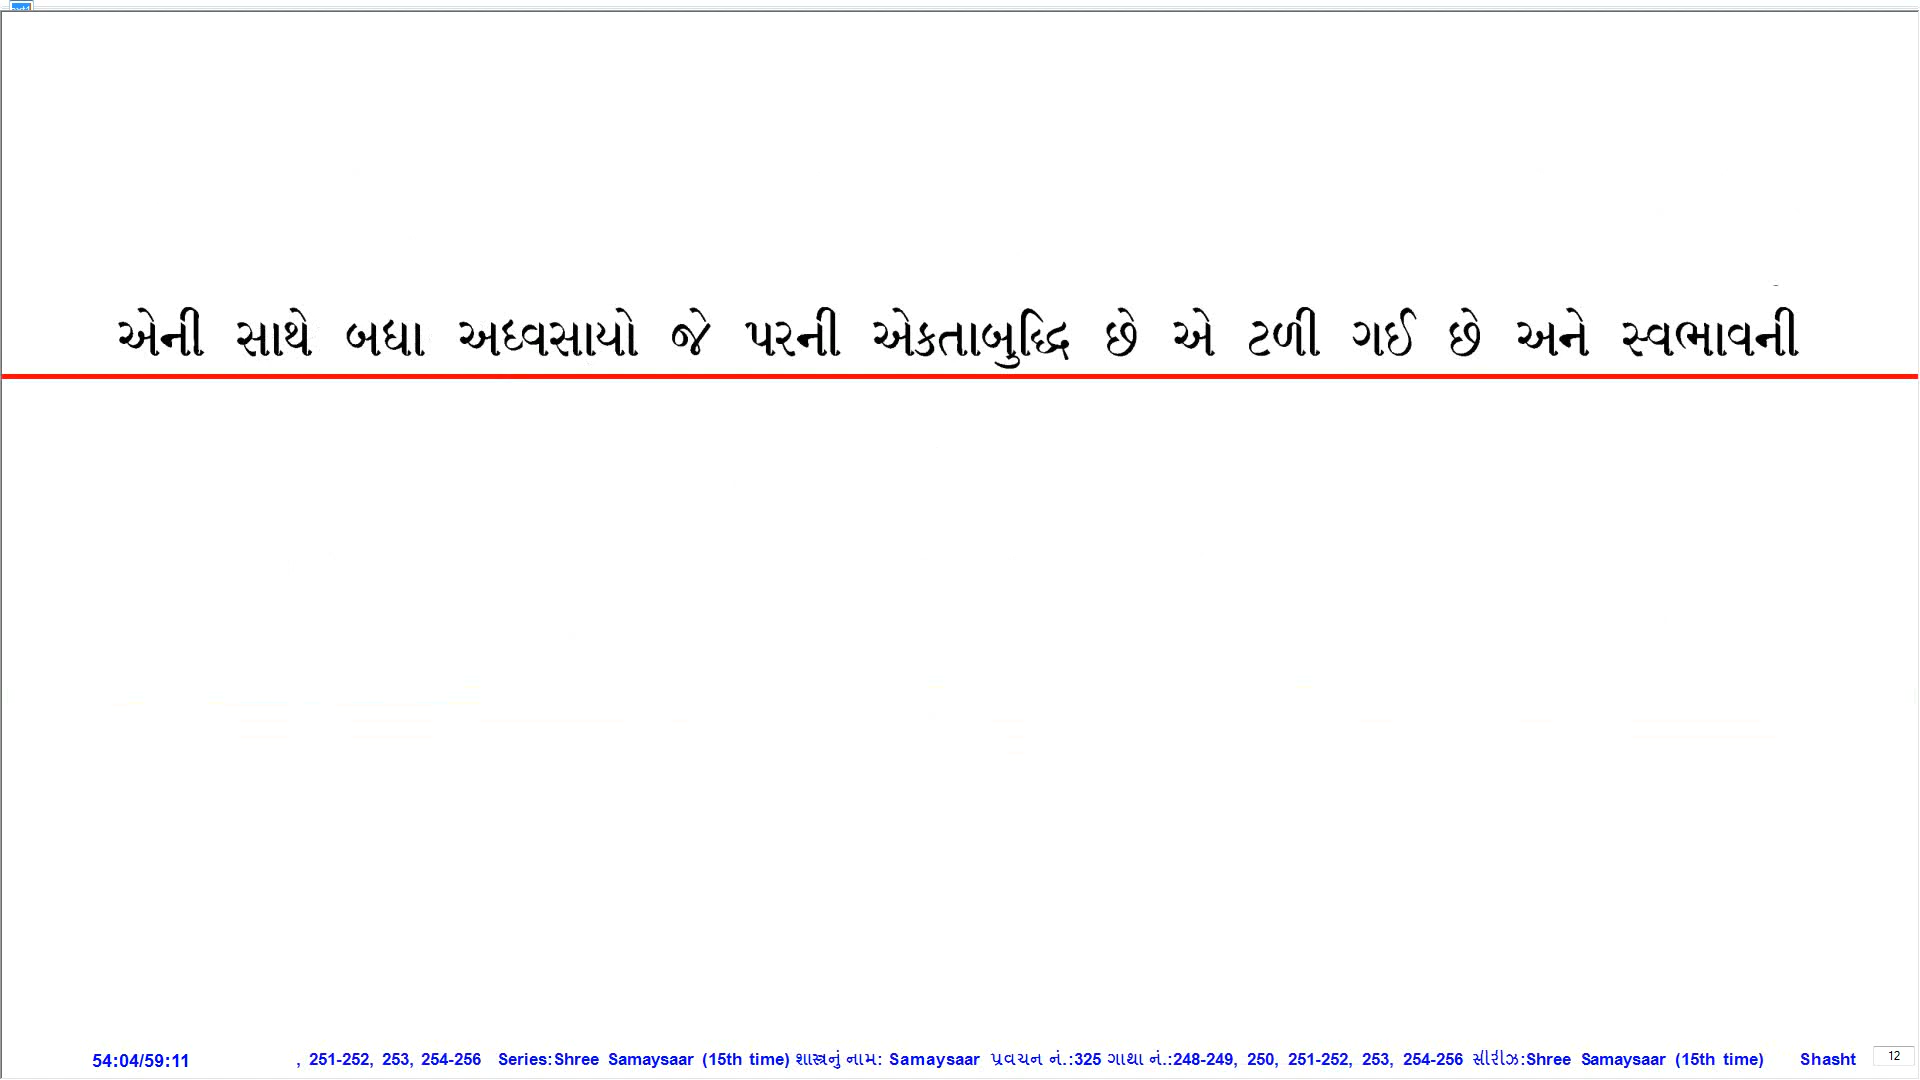 એની સાથે બધા અધ્વસાયો જે પરની એકતાબુદ્ધિ છે એ ટળી ગઈ છે અને સ્વભાવની
54:04/59:11 , 251-252, 253, 254-256 Series:Shree Samaysaar (15th time) શાસ્ત્રનું નામ: Samaysaar પ્રવચન નં.:325 ગાથા નં.:248-249, 250, 251-252, 253, 254-256 સીરીઝ:Shree Samaysaar (15th time) Shasht 12